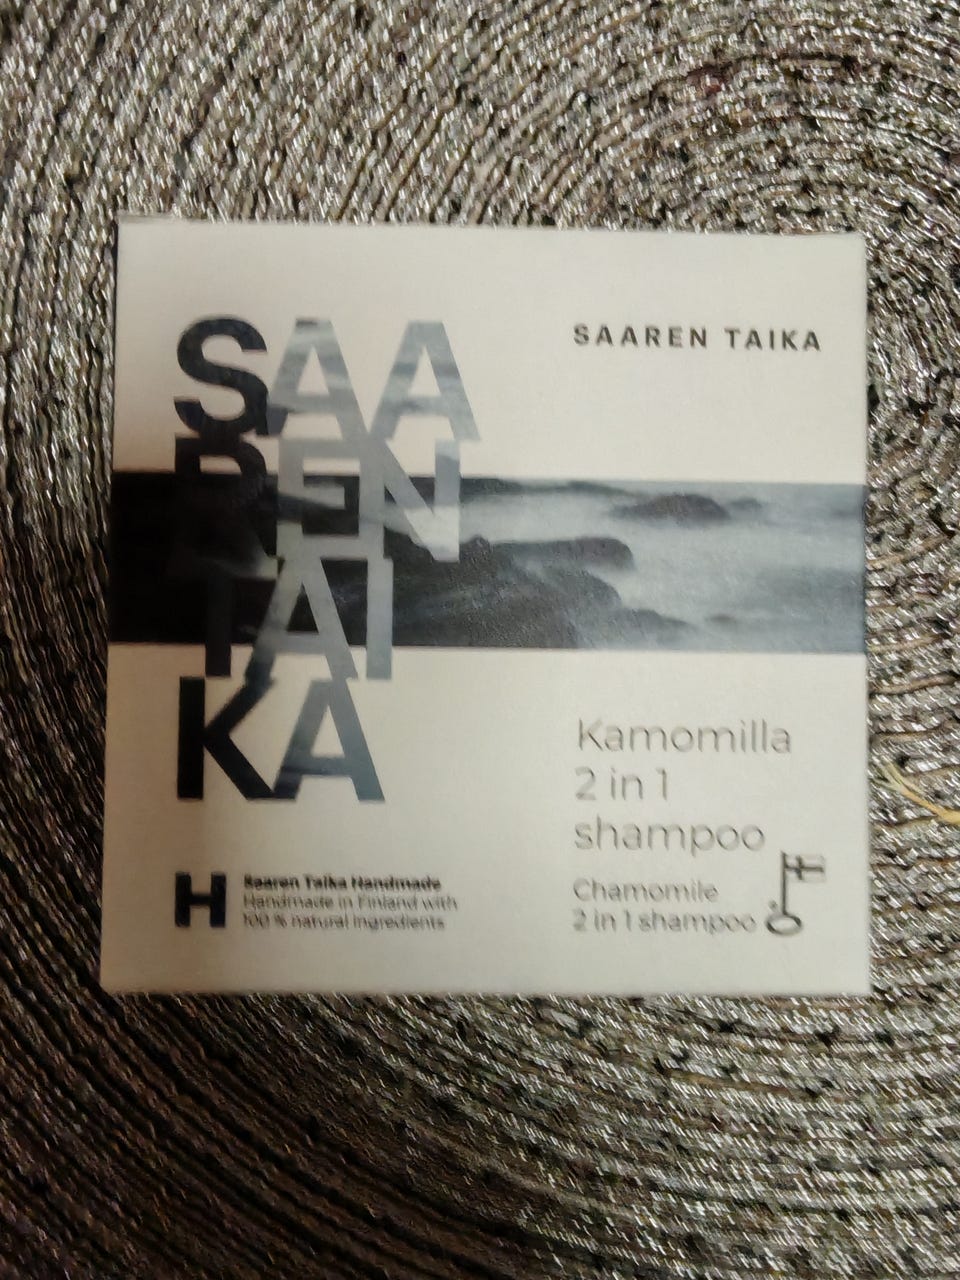 SAA
REN
TAI
KA
SAAREN TAIKA
Kamomilla
2 in 1
shampoo
Chamomile
2 in 1 shampoo
H
Saaren Taika Handmade
Handmade in Finland with
100 % natural ingredients